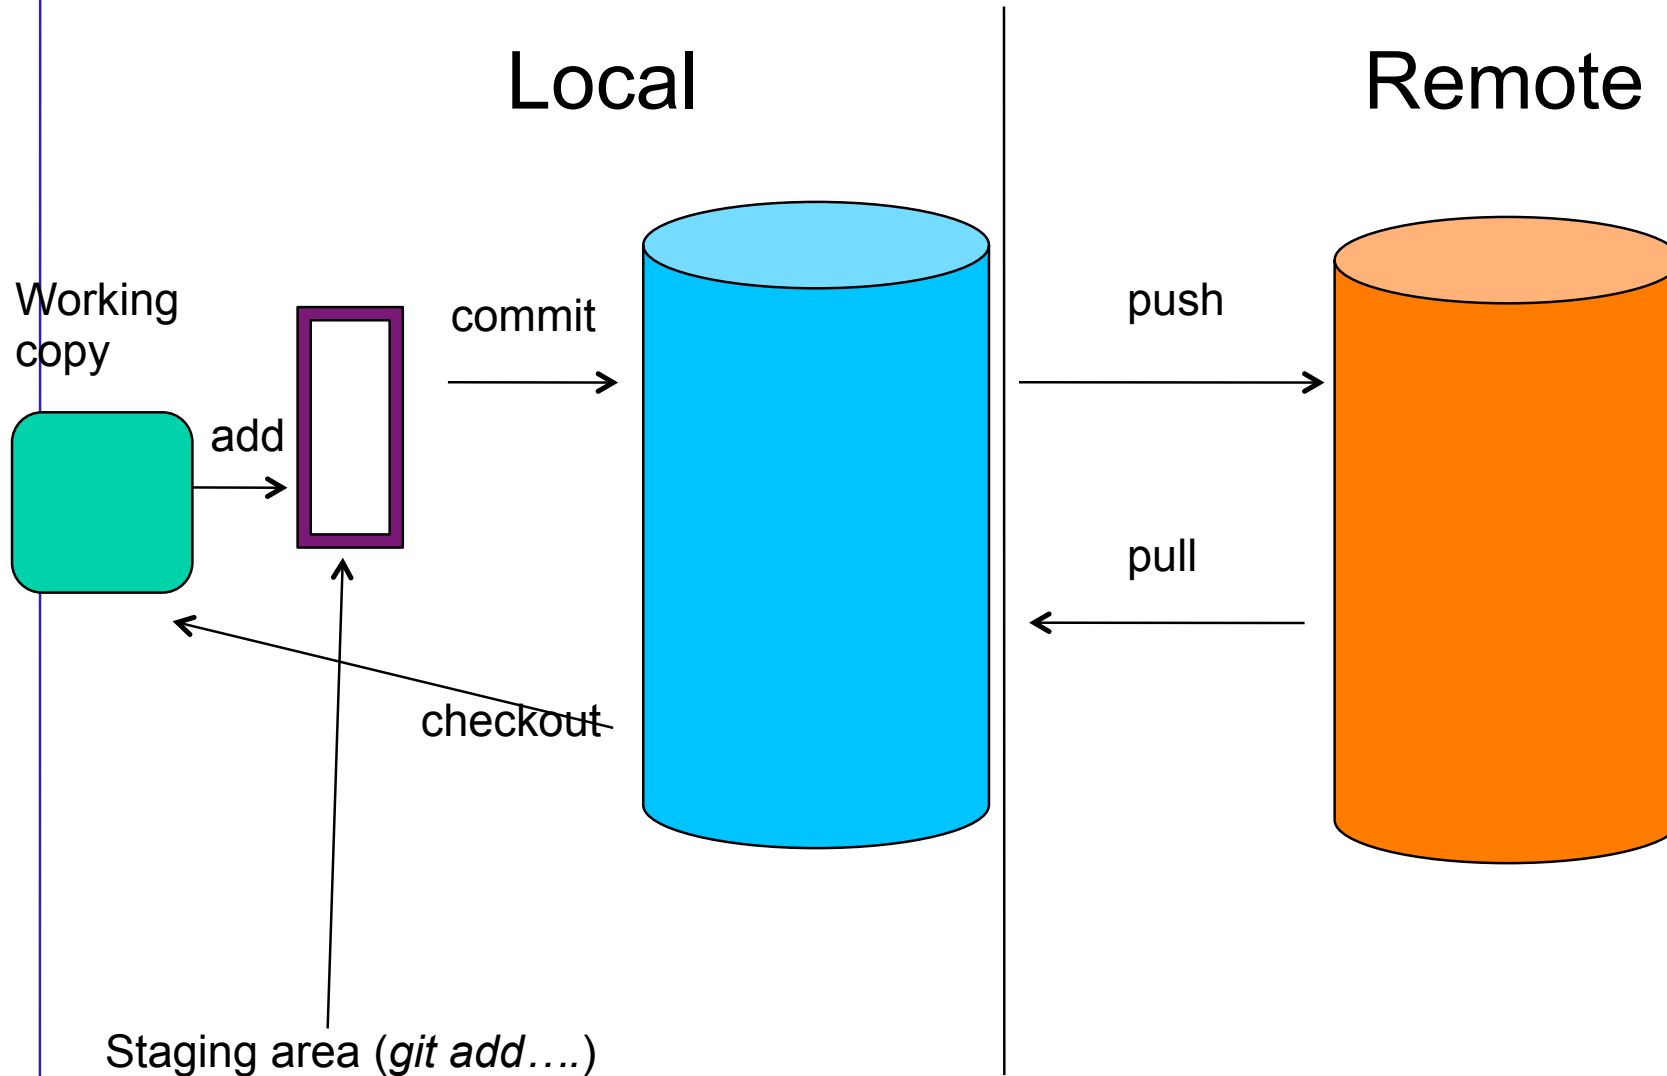 Local
Remote
Working
copy
add
commit
push
pull
checkout
Staging area (git add….)